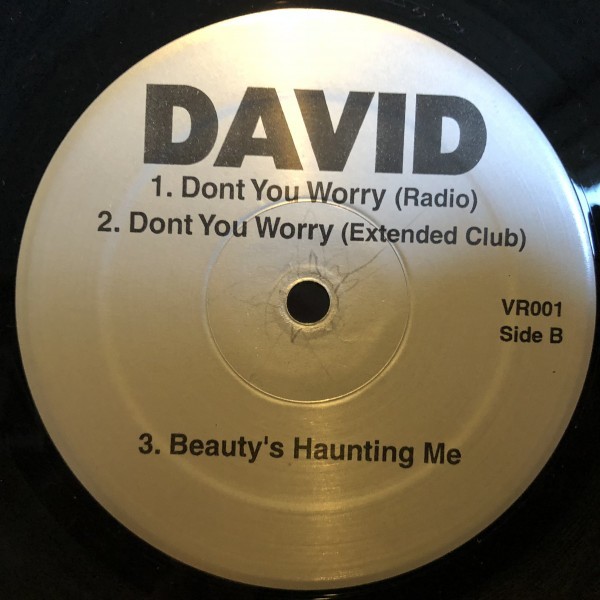 DAVID
1. Dont You Worry (Radio)
2. Dont You Worry (Extended Club)
VR001
Side B
3. Beauty's Haunting Me